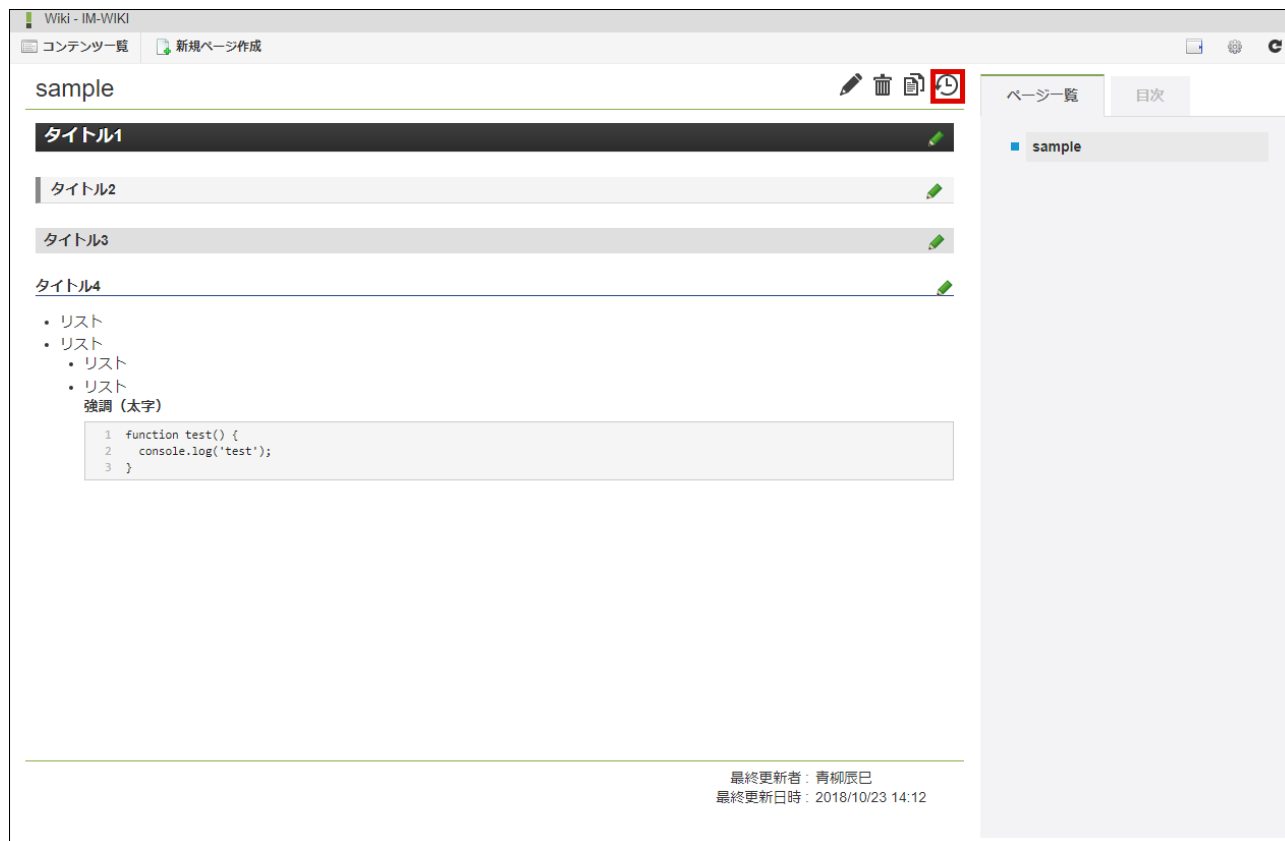 Wiki - IM-WIKI
コンテンツ一覧 新規ページ作成
sample
ページ一覧 目次
sample
タイトル1
タイトル2
タイトル3
タイトル4
• リスト
• リスト
• リスト
• リスト
強調（太字）
1 function test() {
2   console.log('test');
3 }
最終更新者 : 青柳辰巳
最終更新日時 : 2018/10/23 14:12